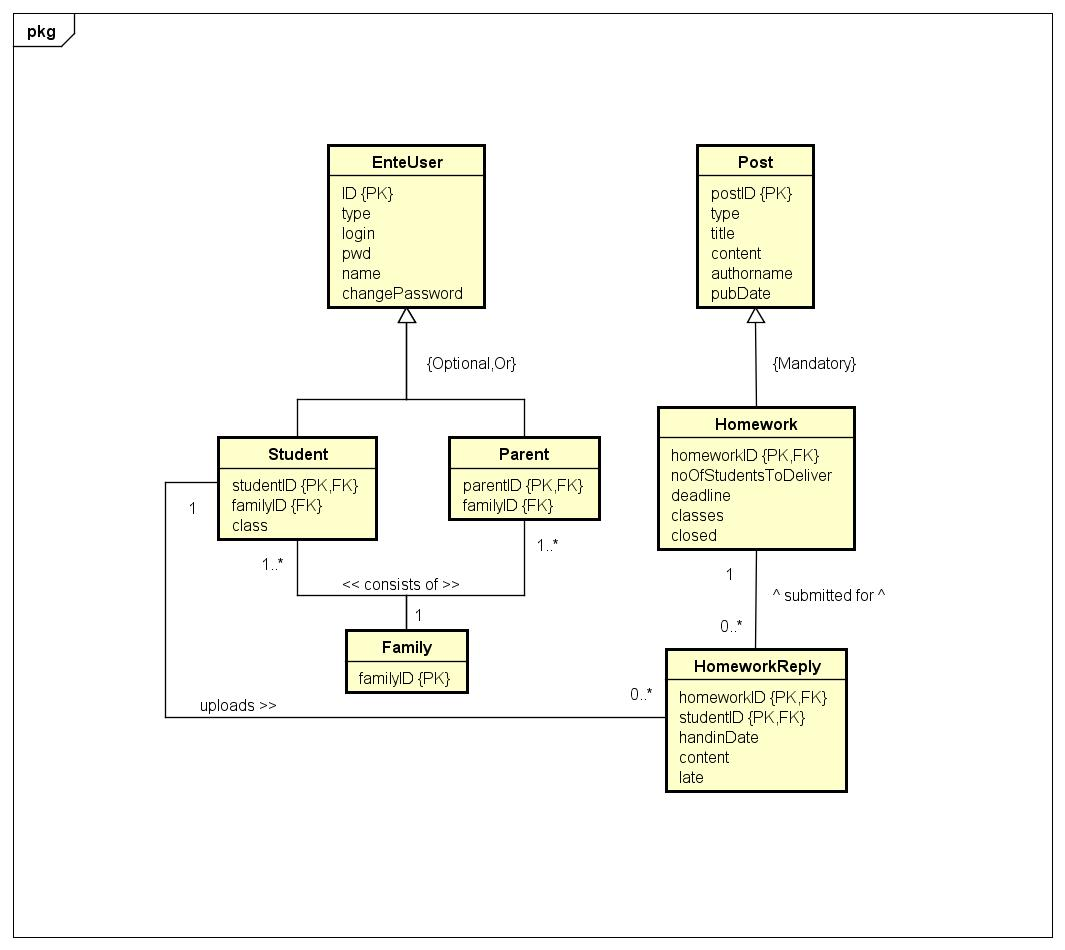 pkg
EnteUser
ID {PK}
type
login
pwd
name
changePassword
Post
postID {PK}
type
title
content
authorname
pubDate
{Optional,Or}
{Mandatory}
Student
studentID {PK,FK}
familyID {FK}
class
Parent
parentID {PK,FK}
familyID {FK}
Homework
homeworkID {PK,FK}
noOfStudentsToDeliver
deadline
classes
closed
1
1..*
1..*
<< consists of >>
1
Family
familyID {PK}
1
^ submitted for ^
0..*
HomeworkReply
homeworkID {PK,FK}
studentID {PK,FK}
handinDate
content
late
0..*
uploads >>